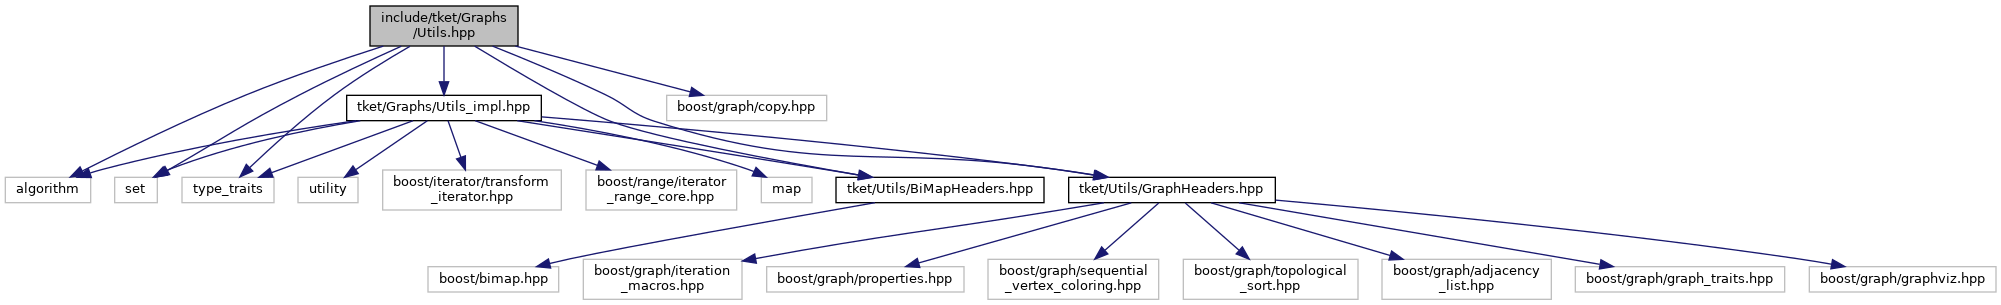 include/tket/Graphs
/Utils.hpp
tket/Graphs/Utils_impl.hpp
boost/graph/copy.hpp
algorithm
set
type_traits
utility
boost/iterator/transform
_iterator.hpp
boost/range/iterator
_range_core.hpp
map
tket/Utils/BiMapHeaders.hpp
tket/Utils/GraphHeaders.hpp
boost/bimap.hpp
boost/graph/iteration
_macros.hpp
boost/graph/properties.hpp
boost/graph/sequential
_vertex_coloring.hpp
boost/graph/topological
_sort.hpp
boost/graph/adjacency
_list.hpp
boost/graph/graph_traits.hpp
boost/graph/graphviz.hpp